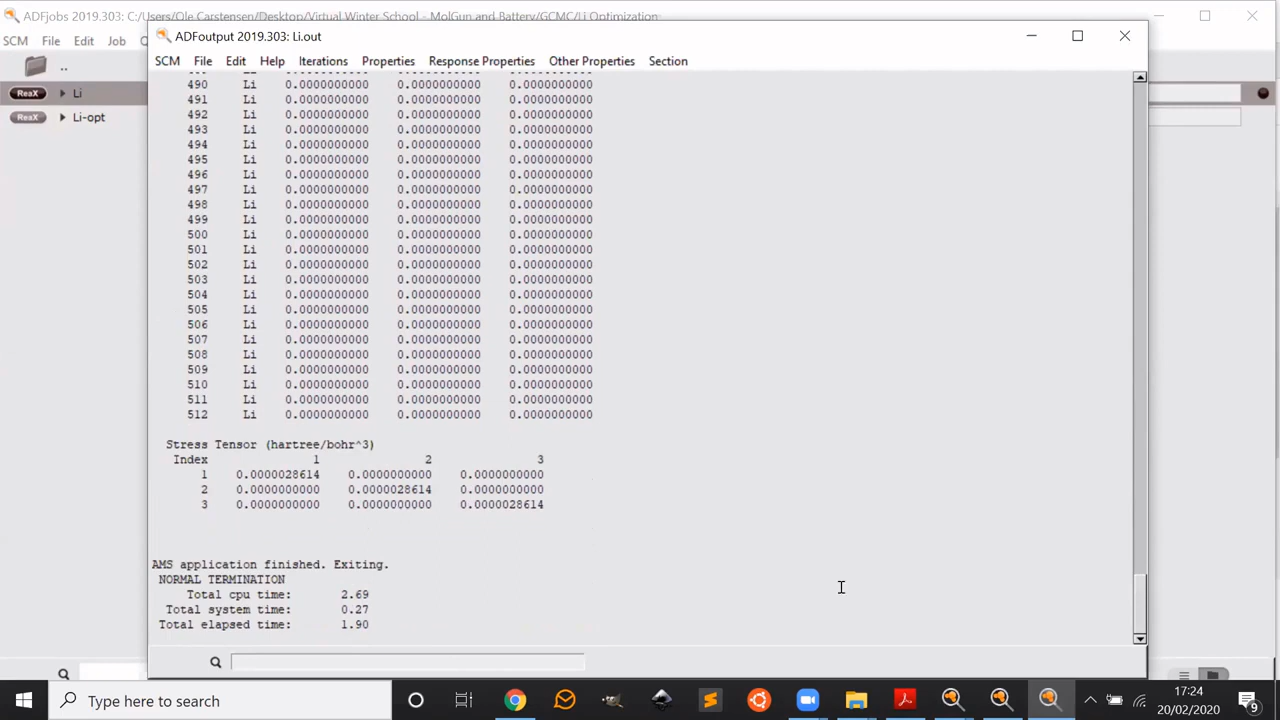 ADFjobs 2019.303: C:/Users/Ole Carstensen/Desktop/Virtual Winter School - MolGun and Battery/GCMC/Li Optimization
ADFoutput 2019.303: Li.out
SCM File Edit Job
SCM File Edit Help Iterations Properties Response Properties Other Properties Section
..
ReaX Li
ReaX Li-opt
490 Li 0.0000000000 0.0000000000 0.0000000000
491 Li 0.0000000000 0.0000000000 0.0000000000
492 Li 0.0000000000 0.0000000000 0.0000000000
493 Li 0.0000000000 0.0000000000 0.0000000000
494 Li 0.0000000000 0.0000000000 0.0000000000
495 Li 0.0000000000 0.0000000000 0.0000000000
496 Li 0.0000000000 0.0000000000 0.0000000000
497 Li 0.0000000000 0.0000000000 0.0000000000
498 Li 0.0000000000 0.0000000000 0.0000000000
499 Li 0.0000000000 0.0000000000 0.0000000000
500 Li 0.0000000000 0.0000000000 0.0000000000
501 Li 0.0000000000 0.0000000000 0.0000000000
502 Li 0.0000000000 0.0000000000 0.0000000000
503 Li 0.0000000000 0.0000000000 0.0000000000
504 Li 0.0000000000 0.0000000000 0.0000000000
505 Li 0.0000000000 0.0000000000 0.0000000000
506 Li 0.0000000000 0.0000000000 0.0000000000
507 Li 0.0000000000 0.0000000000 0.0000000000
508 Li 0.0000000000 0.0000000000 0.0000000000
509 Li 0.0000000000 0.0000000000 0.0000000000
510 Li 0.0000000000 0.0000000000 0.0000000000
511 Li 0.0000000000 0.0000000000 0.0000000000
512 Li 0.0000000000 0.0000000000 0.0000000000
Stress Tensor (hartree/bohr^3)
Index 1 2 3
1 0.0000028614 0.0000000000 0.0000000000
2 0.0000000000 0.0000028614 0.0000000000
3 0.0000000000 0.0000000000 0.0000028614
AMS application finished. Exiting.
NORMAL TERMINATION
Total cpu time: 2.69
Total system time: 0.27
Total elapsed time: 1.90
Type here to search
17:24
20/02/2020
9